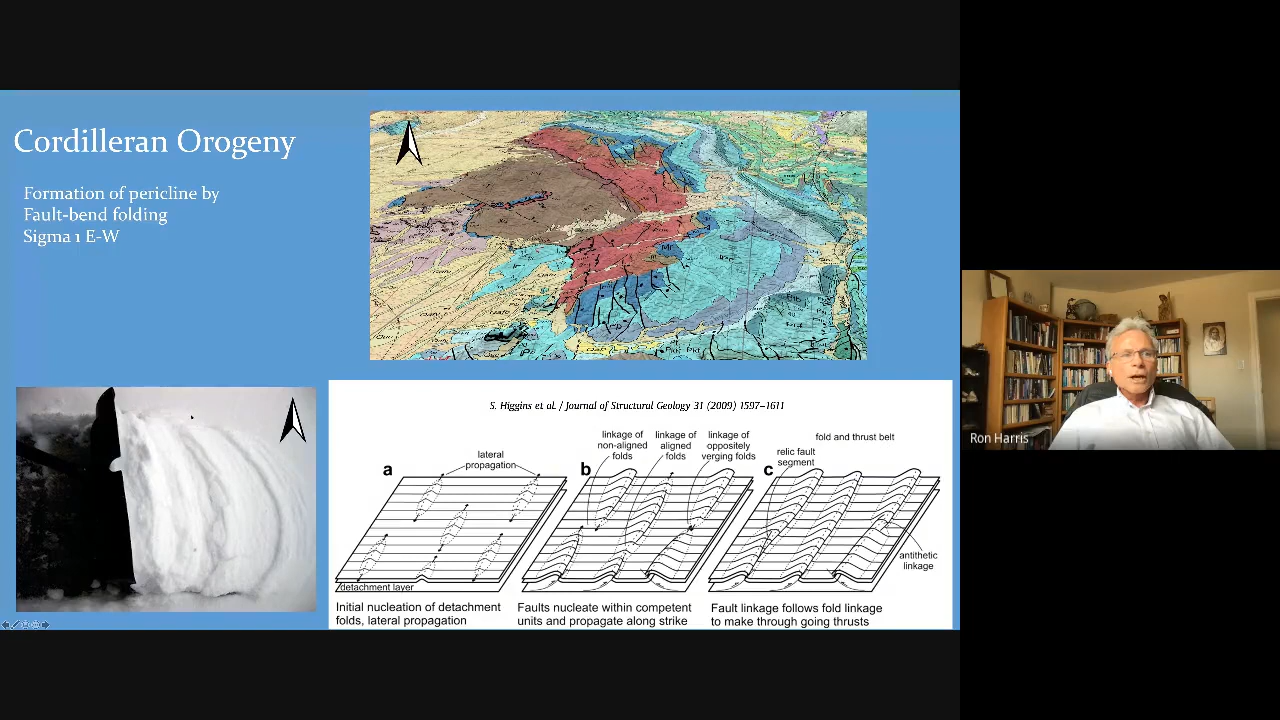 Cordilleran Orogeny
Formation of pericline by
Fault-bend folding
Sigma 1 E-W
S. Higgins et al. / Journal of Structural Geology 31 (2009) 1597–1611
a
lateral
propagation
detachment layer
Initial nucleation of detachment
folds, lateral propagation
b
linkage of
non-aligned
folds
linkage of
aligned
folds
linkage of
oppositely
verging folds
Faults nucleate within competent
units and propagate along strike
c
relic fault
segment
fold and thrust belt
antithetic
linkage
Fault linkage follows fold linkage
to make through going thrusts
Ron Harris